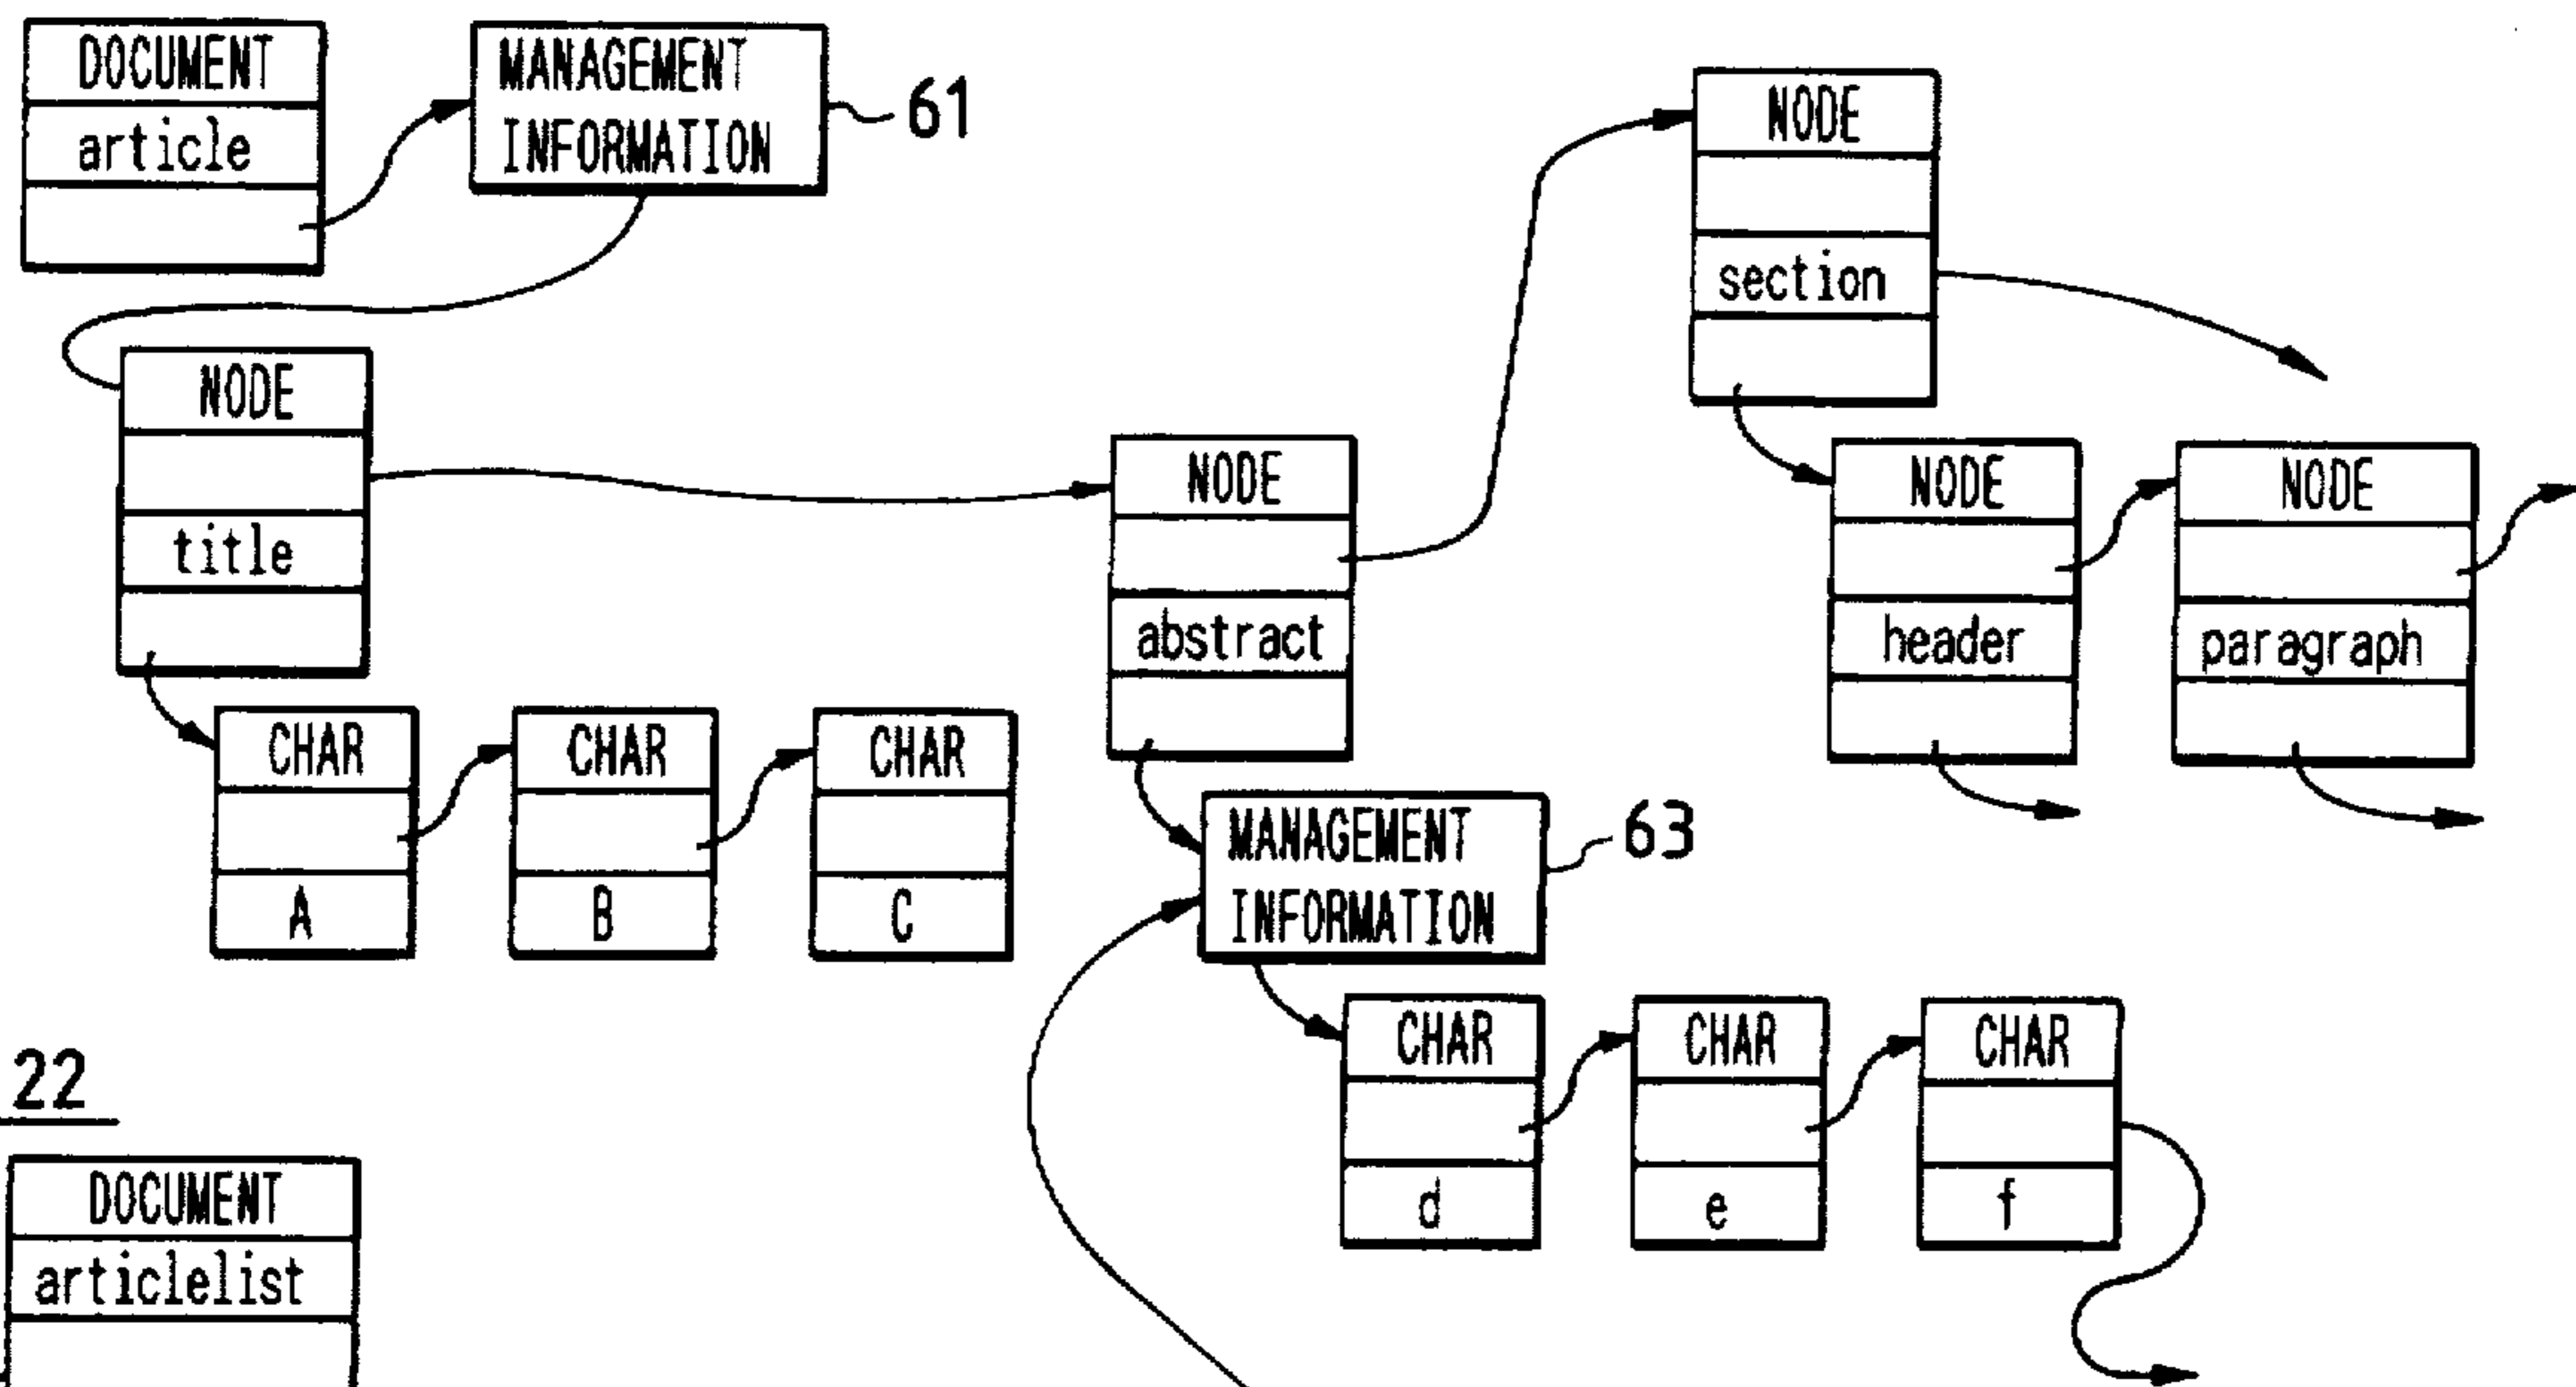 DOCUMENT
article
MANAGEMENT
INFORMATION
61
NODE
section
NODE
title
NODE
abstract
NODE
header
NODE
paragraph
CHAR
A
CHAR
B
CHAR
C
MANAGEMENT
INFORMATION
63
CHAR
d
CHAR
e
CHAR
f
22
DOCUMENT
articlelist